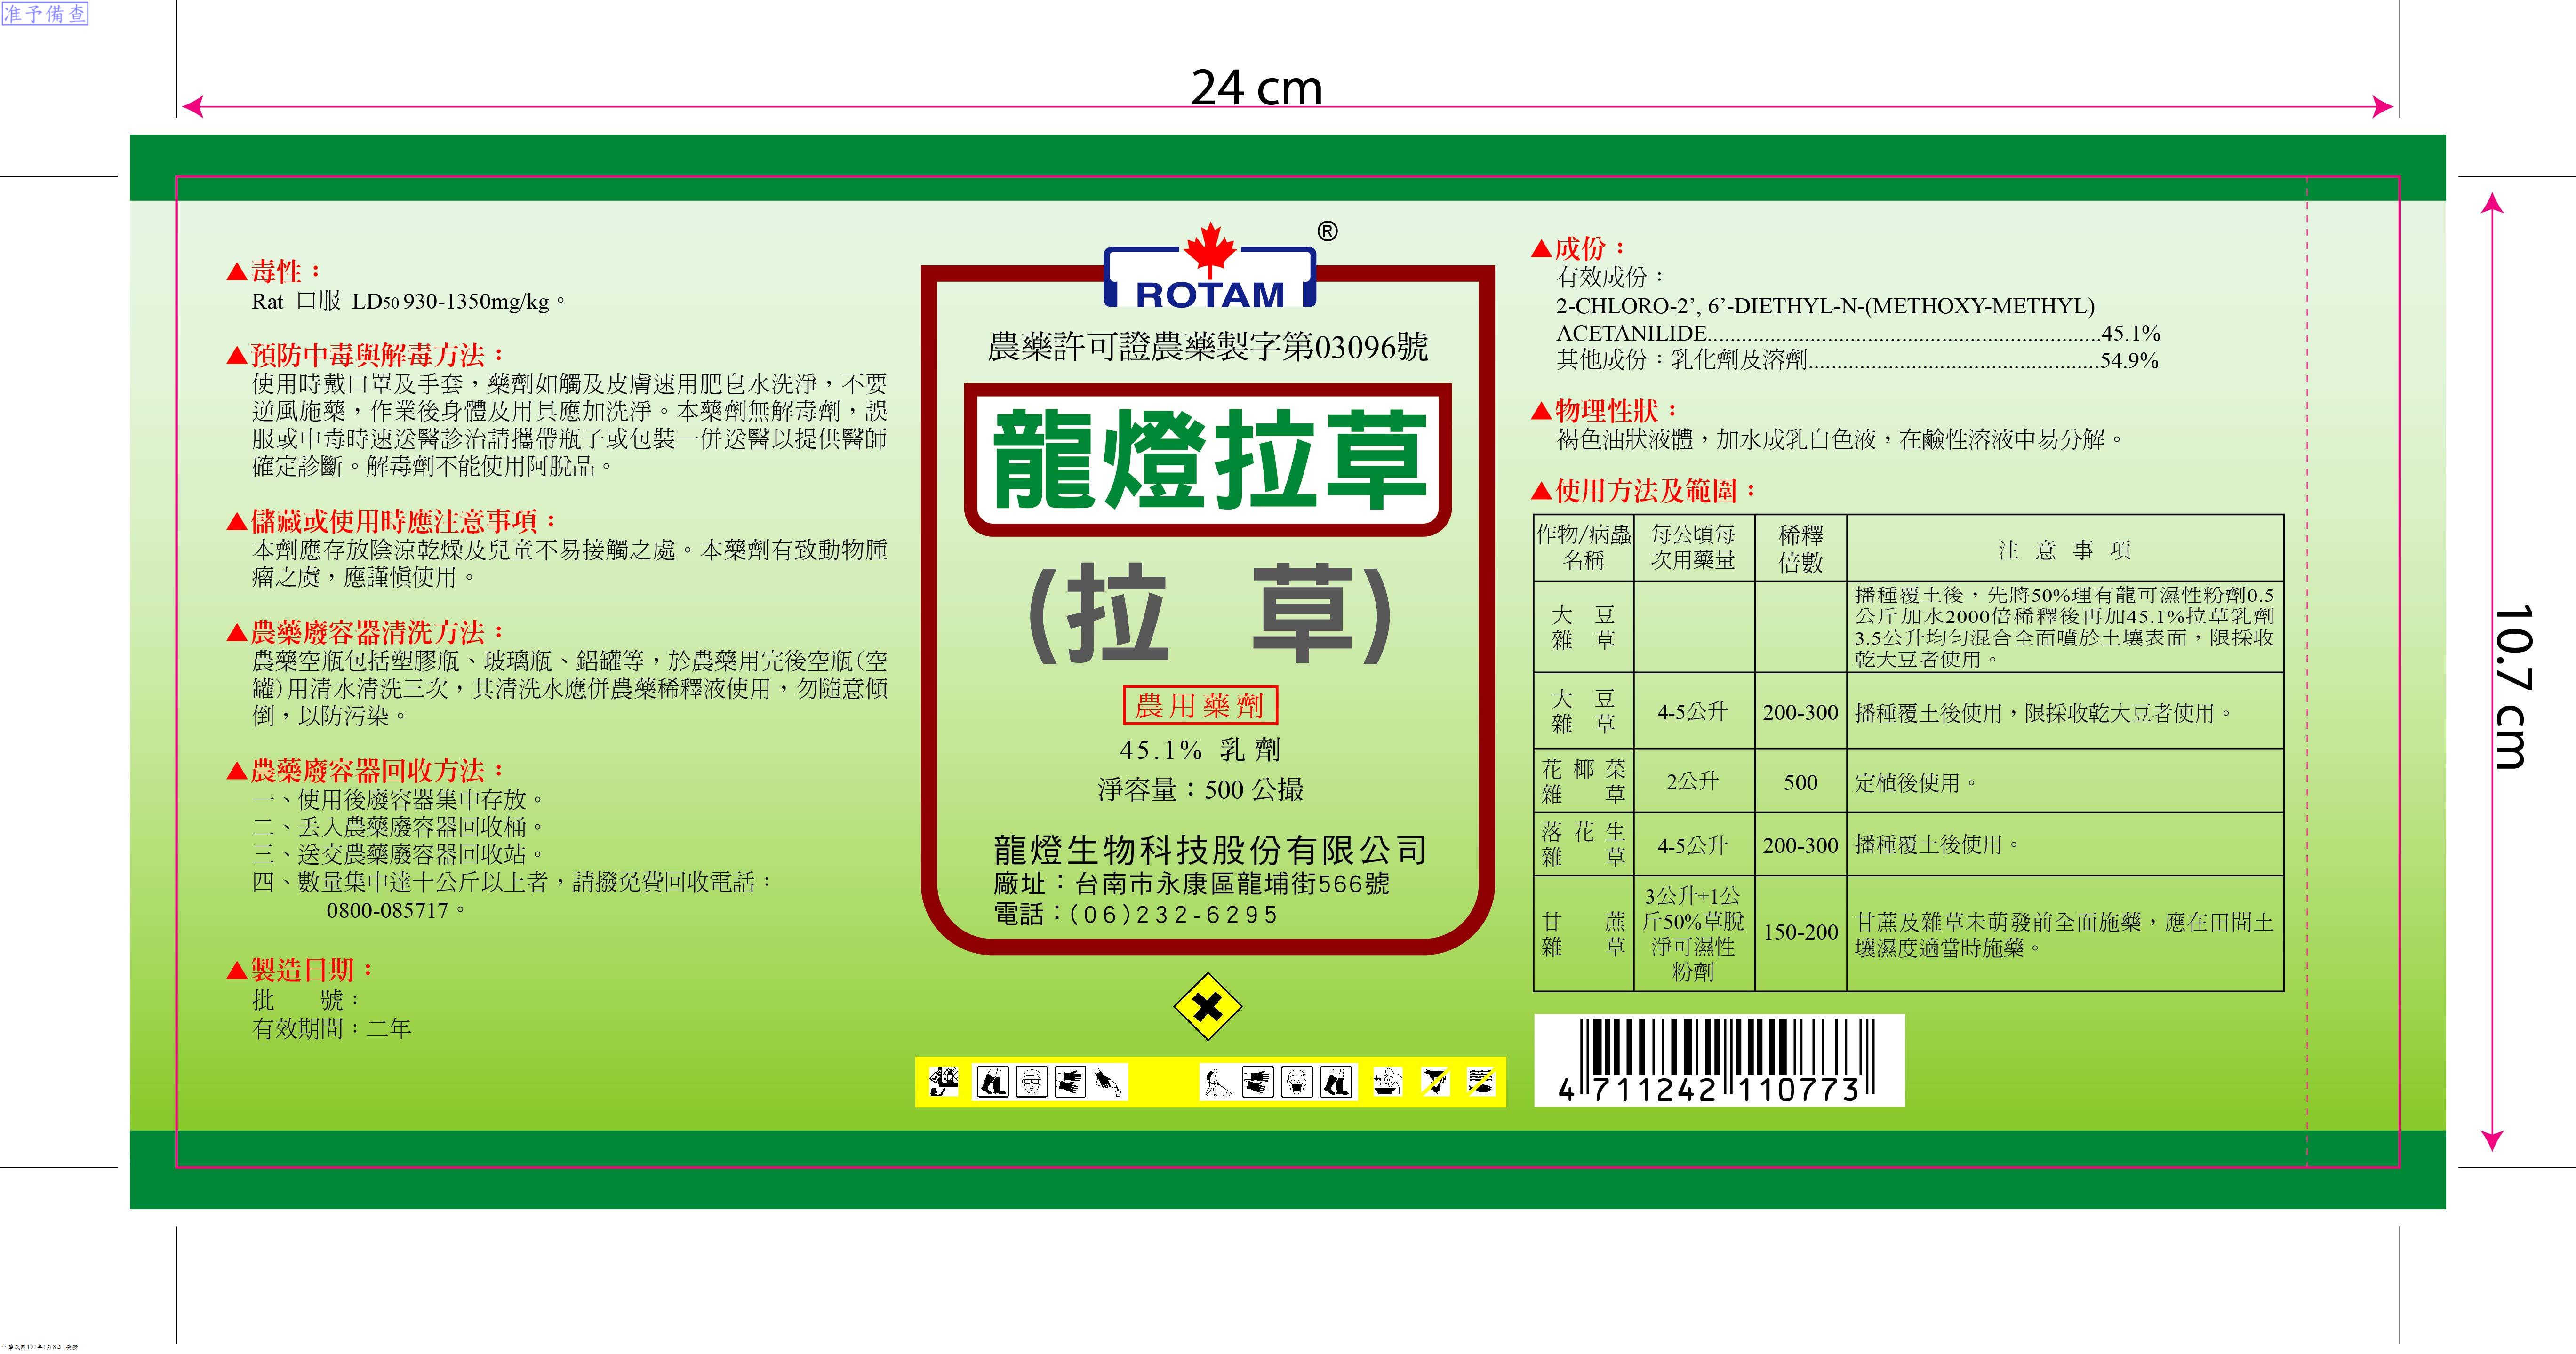 准予備查
24 cm
10.7 cm
▲毒性：
Rat 口服 LD50 930-1350mg/kg。
▲預防中毒與解毒方法：
使用時戴口罩及手套，藥劑如觸及皮膚速用肥皂水洗淨，不要
逆風施藥，作業後身體及用具應加洗淨。本藥劑無解毒劑，誤
服或中毒時速送醫診治請攜帶瓶子或包裝一併送醫以提供醫師
確定診斷。解毒劑不能使用阿脫品。
▲儲藏或使用時應注意事項：
本劑應存放陰涼乾燥及兒童不易接觸之處。本藥劑有致動物腫
瘤之虞，應謹慎使用。
▲農藥廢容器清洗方法：
農藥空瓶包括塑膠瓶、玻璃瓶、鋁罐等，於農藥用完後空瓶(空
罐)用清水清洗三次，其清洗水應併農藥稀釋液使用，勿隨意傾
倒，以防污染。
▲農藥廢容器回收方法：
一、使用後廢容器集中存放。
二、丟入農藥廢容器回收桶。
三、送交農藥廢容器回收站。
四、數量集中達十公斤以上者，請撥免費回收電話：
0800-085717。
▲製造日期：
批 號：
有效期間：二年
®
ROTAM
農藥許可證農藥製字第03096號
龍燈拉草
(拉 草)
農用藥劑
45.1% 乳劑
淨容量：500 公撮
龍燈生物科技股份有限公司
廠址：台南市永康區龍埔街566號
電話：(06)232-6295
▲成份：
有效成份：
2-CHLORO-2’, 6’-DIETHYL-N-(METHOXY-METHYL)
ACETANILIDE......................................................................45.1%
其他成份：乳化劑及溶劑...................................................54.9%
▲物理性狀：
褐色油狀液體，加水成乳白色液，在鹼性溶液中易分解。
▲使用方法及範圍：
作物/病蟲名稱 每公頃每次用藥量 稀釋倍數 注意事項
大豆雜草 播種覆土後，先將50%理有龍可濕性粉劑0.5
公斤加水2000倍稀釋後再加45.1%拉草乳劑
3.5公升均勻混合全面噴於土壤表面，限採收
乾大豆者使用。
大豆雜草 4-5公升 200-300 播種覆土後使用，限採收乾大豆者使用。
花椰菜雜草 2公升 500 定植後使用。
落花生雜草 4-5公升 200-300 播種覆土後使用。
甘蔗雜草 3公升+1公斤50%草脫淨可濕性粉劑 150-200 甘蔗及雜草未萌發前全面施藥，應在田間土
壤濕度適當時施藥。
4 711242 110773
中華民國107年1月3日